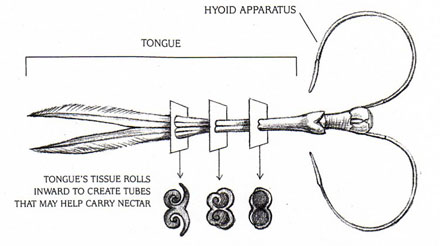 HYOID APPARATUS
TONGUE
TONGUE'S TISSUE ROLLS
INWARD TO CREATE TUBES
THAT MAY HELP CARRY NECTAR